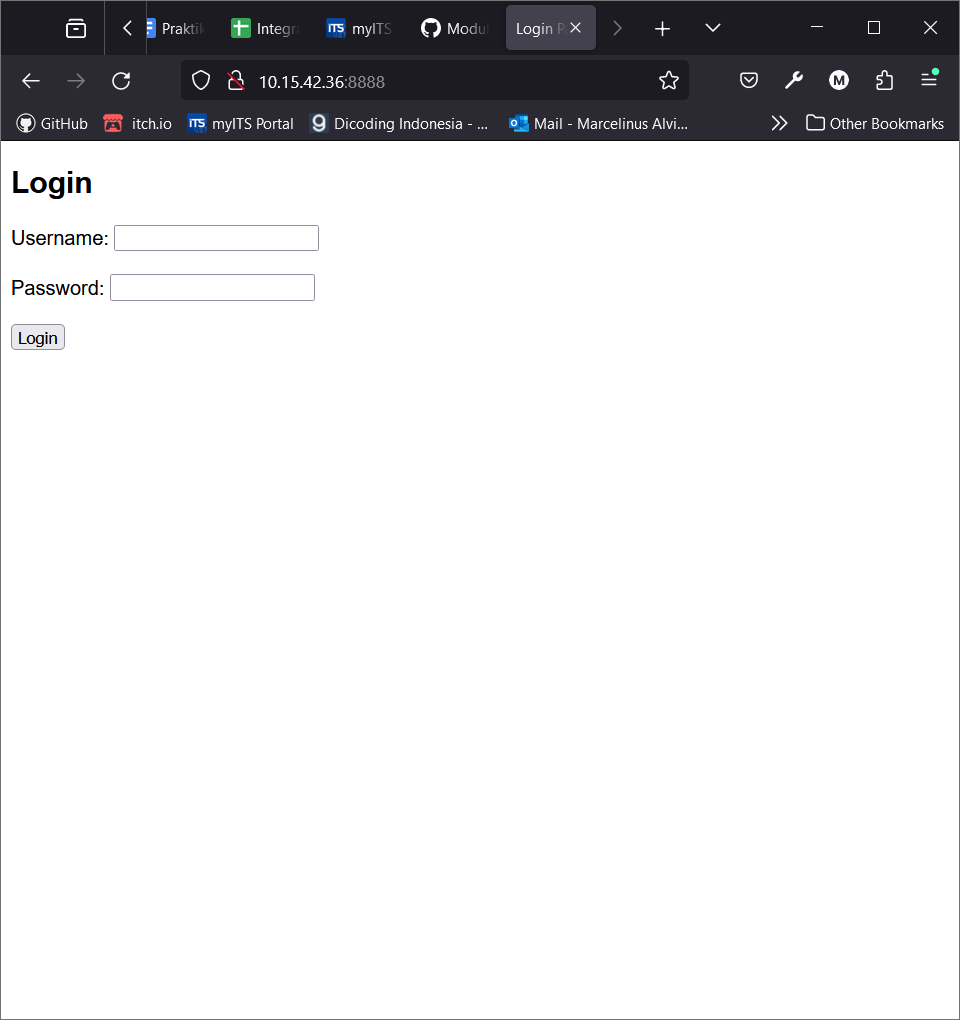 Praktik Integra myITS Modul Login P
10.15.42.36:8888
GitHub itch.io myITS Portal Dicoding Indonesia - ... Mail - Marcelinus Alvi... Other Bookmarks
Login
Username:
Password:
Login